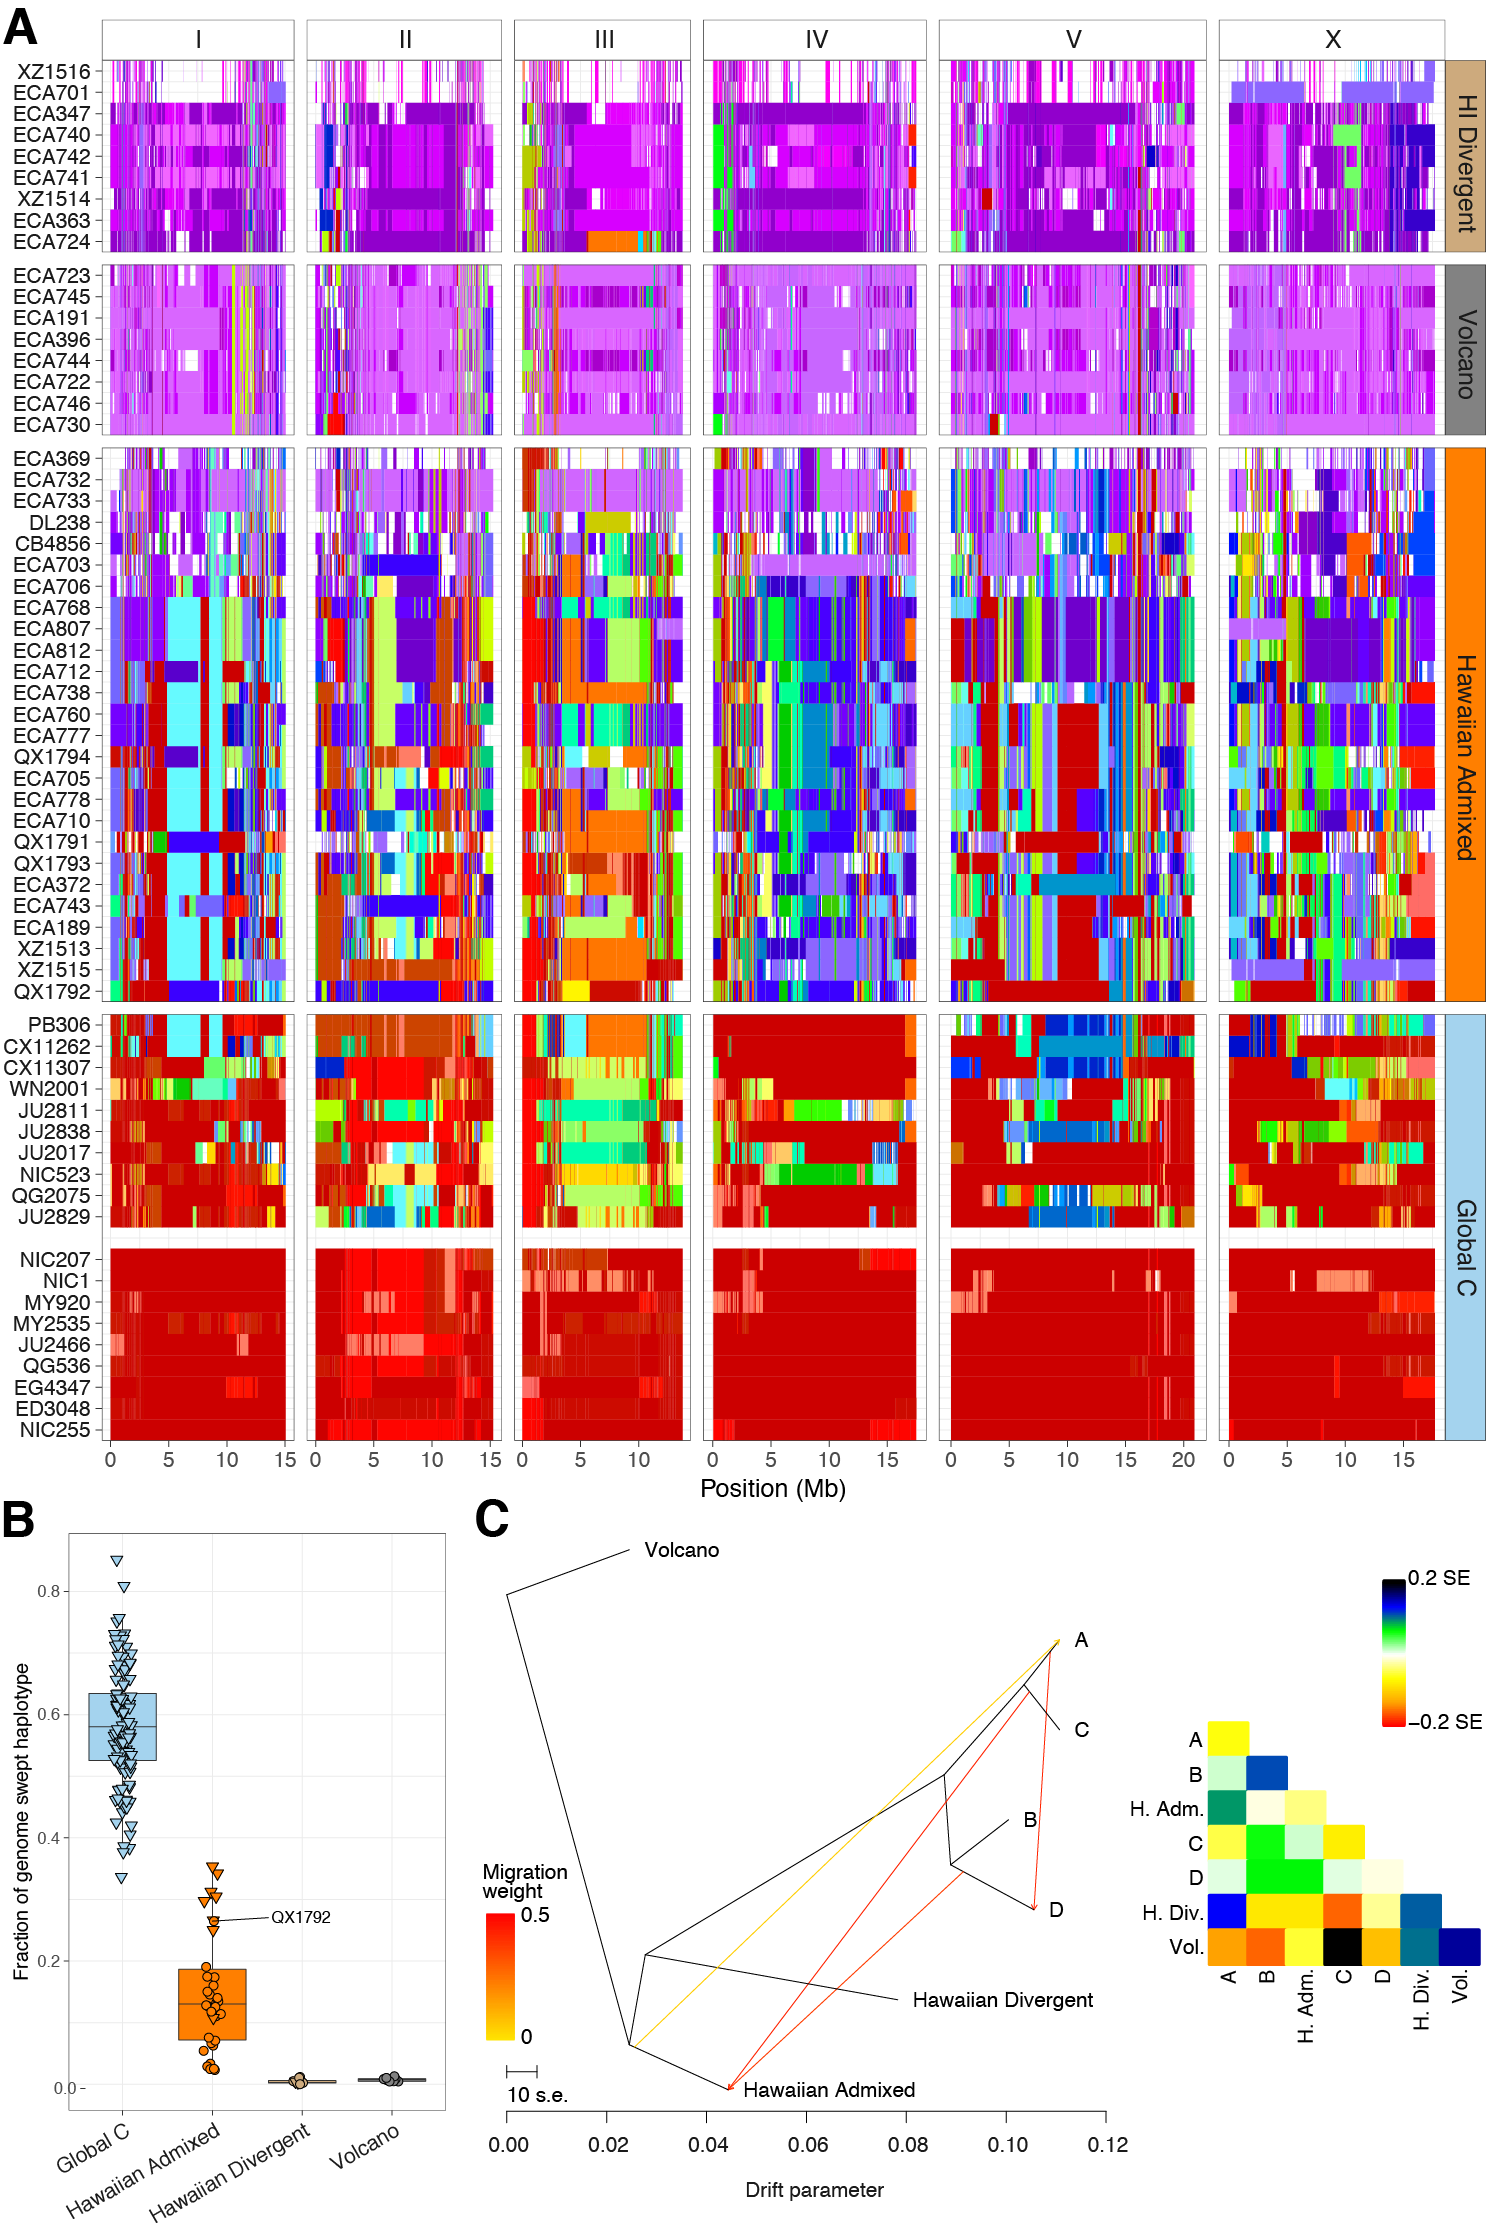 A
I II III IV V X
XZ1516
ECA701
ECA347
ECA740
ECA742
ECA741
XZ1514
ECA363
ECA724
HI Divergent
ECA723
ECA745
ECA191
ECA396
ECA744
ECA722
ECA746
ECA730
Volcano
ECA369
ECA732
ECA733
DL238
CB4856
ECA703
ECA706
ECA768
ECA807
ECA812
ECA712
ECA738
ECA760
ECA777
QX1794
ECA705
ECA778
ECA710
QX1791
QX1793
ECA372
ECA743
ECA189
XZ1513
XZ1515
QX1792
Hawaiian Admixed
PB306
CX11262
CX11307
WN2001
JU2811
JU2838
JU2017
NIC523
QG2075
JU2829
NIC207
NIC1
MY920
MY2535
JU2466
QG536
EG4347
ED3048
NIC255
Global C
0 5 10 15 0 5 10 15 0 5 10 0 5 10 15 0 5 10 15 20 0 5 10 15
Position (Mb)
B
Fraction of genome swept haplotype
0.8
0.6
0.4
0.2
0.0
QX1792
Global C
Hawaiian Admixed
Hawaiian Divergent
Volcano
C
Volcano
A
C
B
D
Hawaiian Divergent
Hawaiian Admixed
Migration
weight
0.5
0
10 s.e.
0.00 0.02 0.04 0.06 0.08 0.10 0.12
Drift parameter
0.2 SE
−0.2 SE
A
B
H. Adm.
C
D
H. Div.
Vol.
A
B
H. Adm.
C
D
H. Div.
Vol.